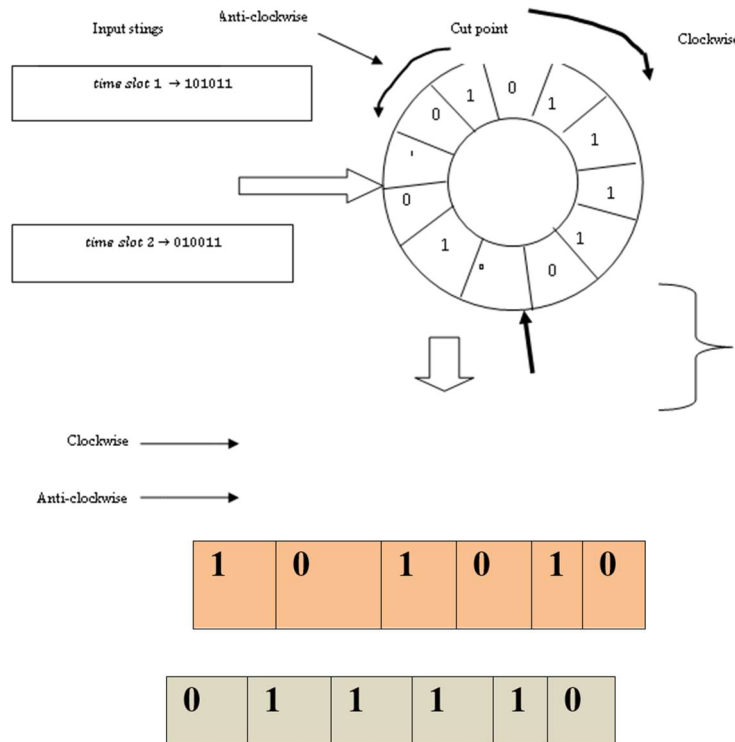 Input stings
Anti-clockwise
Cut point
Clockwise
time slot 1 → 101011
time slot 2 → 010011
0
1
1
1
1
0
1
0
0
1
Clockwise
Anti-clockwise
1 0 1 0 1 0
0 1 1 1 1 0